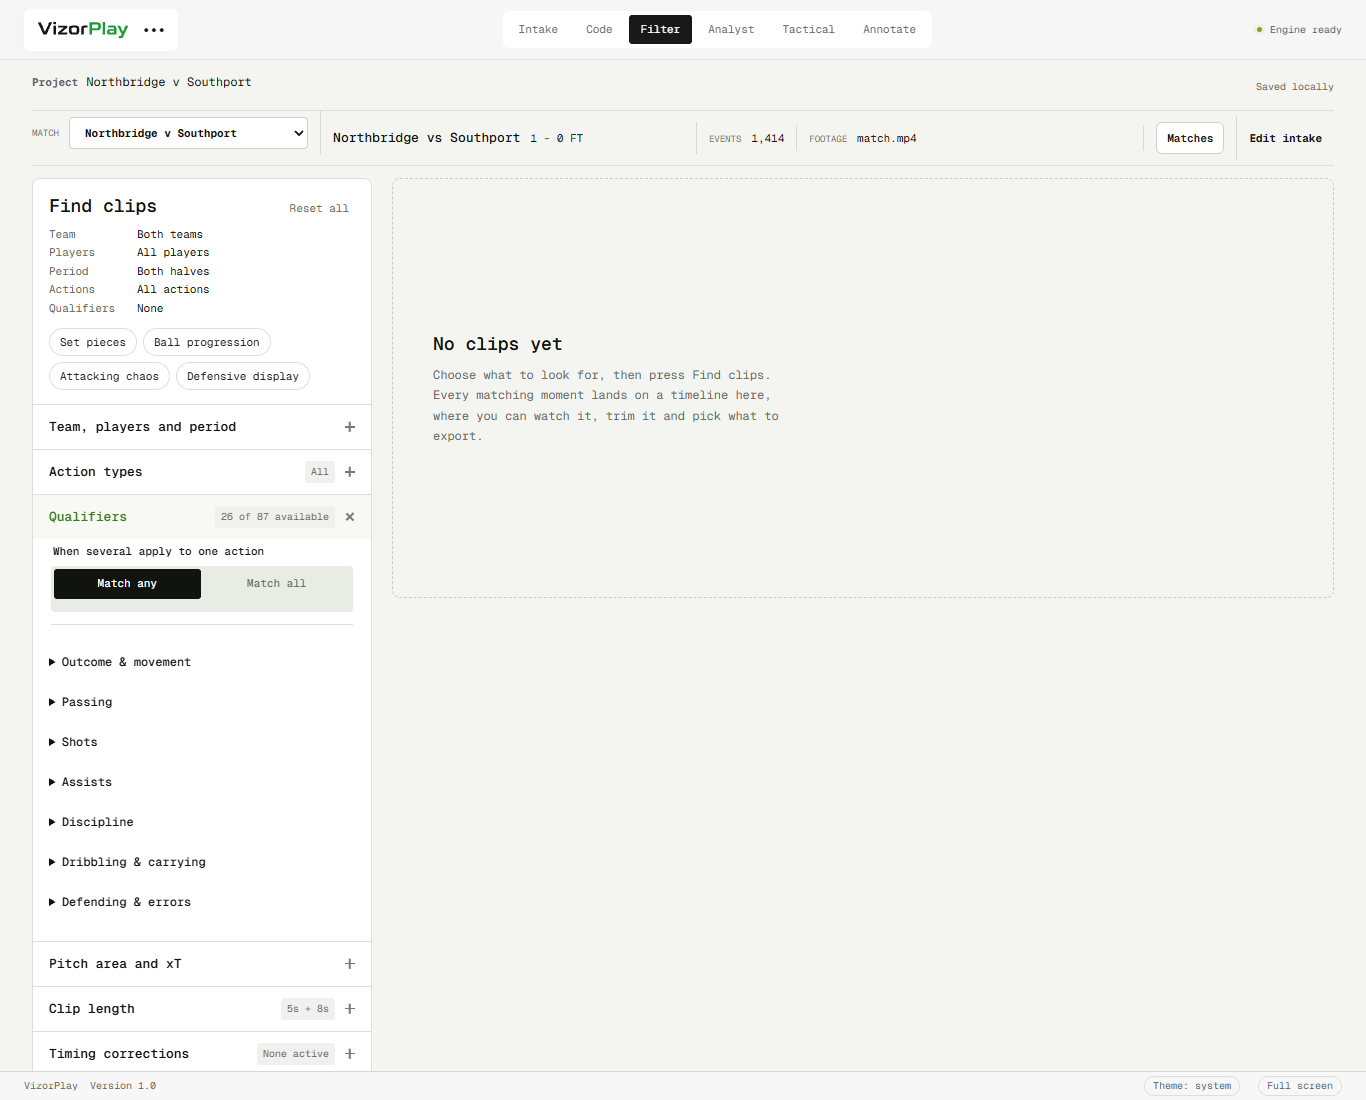 VizorPlay •••
Intake Code Filter Analyst Tactical Annotate
Engine ready
Project Northbridge v Southport
Saved locally
MATCH Northbridge v Southport
Northbridge vs Southport 1 - 0 FT
EVENTS 1,414
FOOTAGE match.mp4
Matches
Edit intake
Find clips
Reset all
Team Both teams
Players All players
Period Both halves
Actions All actions
Qualifiers None
Set pieces Ball progression
Attacking chaos Defensive display
Team, players and period +
Action types All +
Qualifiers 26 of 87 available ×
When several apply to one action
Match any Match all
Outcome & movement
Passing
Shots
Assists
Discipline
Dribbling & carrying
Defending & errors
Pitch area and xT +
Clip length 5s + 8s +
Timing corrections None active +
No clips yet
Choose what to look for, then press Find clips.
Every matching moment lands on a timeline here,
where you can watch it, trim it and pick what to
export.
VizorPlay Version 1.0
Theme: system
Full screen